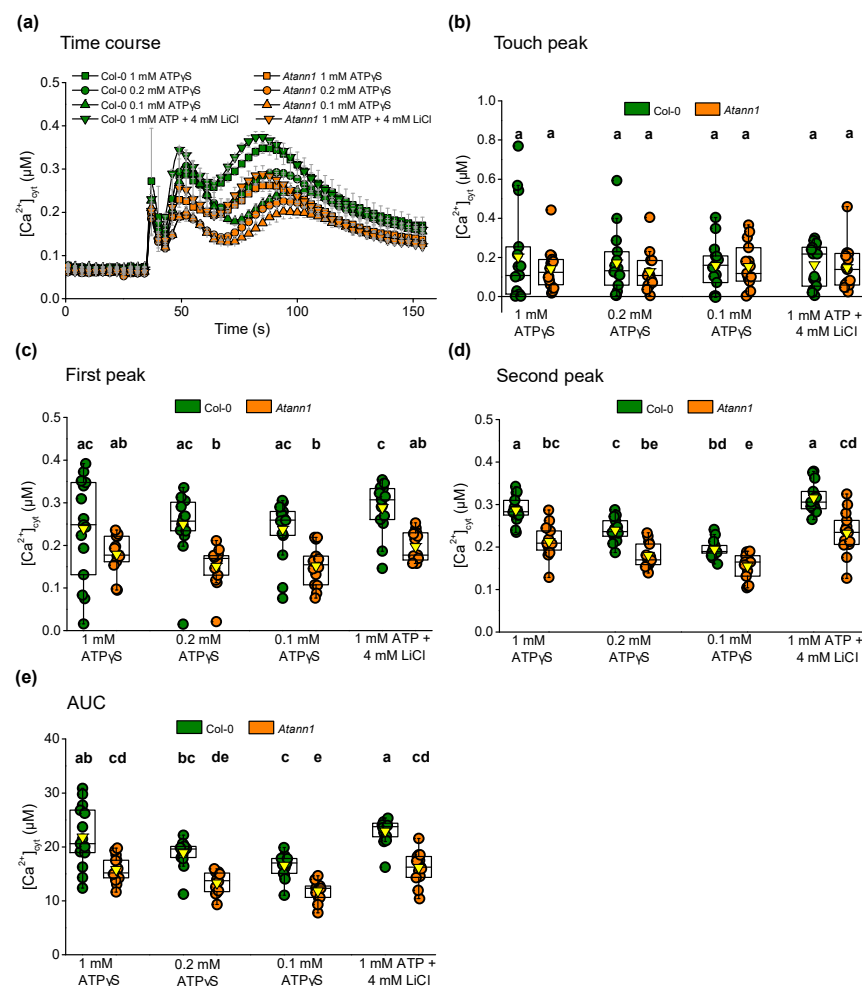 (a)
Time course
Col-0 1 mM ATPγS
Atann1 1 mM ATPγS
Col-0 0.2 mM ATPγS
Atann1 0.2 mM ATPγS
Col-0 0.1 mM ATPγS
Atann1 0.1 mM ATPγS
Col-0 1 mM ATP + 4 mM LiCl
Atann1 1 mM ATP + 4 mM LiCl
0.5
0.4
0.3
0.2
0.1
0.0
[Ca²⁺]cyt (µM)
0 50 100 150
Time (s)
(b)
Touch peak
Col-0 Atann1
a a a a a a a a
1.0
0.8
0.6
0.4
0.2
0.0
[Ca²⁺]cyt (µM)
1 mM 0.2 mM 0.1 mM 1 mM ATP +
ATPγS ATPγS ATPγS 4 mM LiCl
(c)
First peak
Col-0 Atann1
ac ab ac b ac b c ab
0.5
0.4
0.3
0.2
0.1
0.0
[Ca²⁺]cyt (µM)
1 mM 0.2 mM 0.1 mM 1 mM ATP +
ATPγS ATPγS ATPγS 4 mM LiCl
(d)
Second peak
Col-0 Atann1
a bc c be bd e a cd
0.5
0.4
0.3
0.2
0.1
0.0
[Ca²⁺]cyt (µM)
1 mM 0.2 mM 0.1 mM 1 mM ATP +
ATPγS ATPγS ATPγS 4 mM LiCl
(e)
AUC
Col-0 Atann1
ab cd bc de c e a cd
40
30
20
10
0
[Ca²⁺]cyt (µM)
1 mM 0.2 mM 0.1 mM 1 mM ATP +
ATPγS ATPγS ATPγS 4 mM LiCl